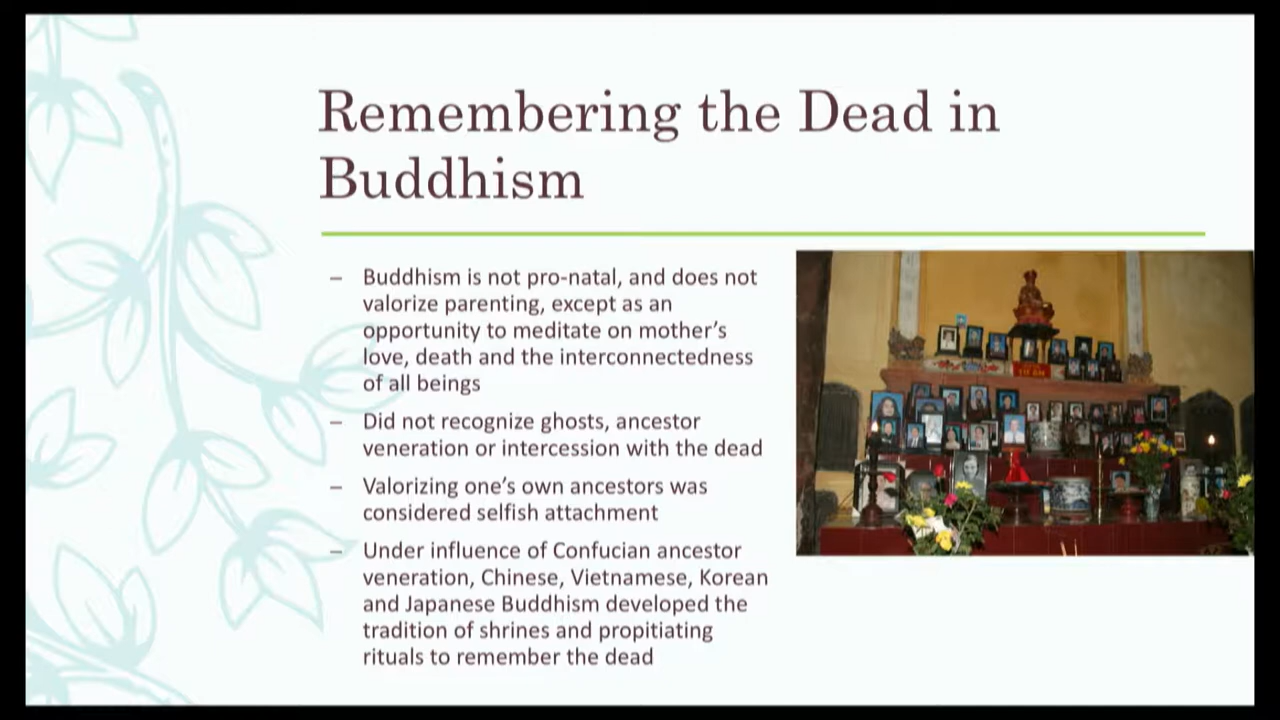 Remembering the Dead in
Buddhism
– Buddhism is not pro-natal, and does not
valorize parenting, except as an
opportunity to meditate on mother’s
love, death and the interconnectedness
of all beings
– Did not recognize ghosts, ancestor
veneration or intercession with the dead
– Valorizing one’s own ancestors was
considered selfish attachment
– Under influence of Confucian ancestor
veneration, Chinese, Vietnamese, Korean
and Japanese Buddhism developed the
tradition of shrines and propitiating
rituals to remember the dead